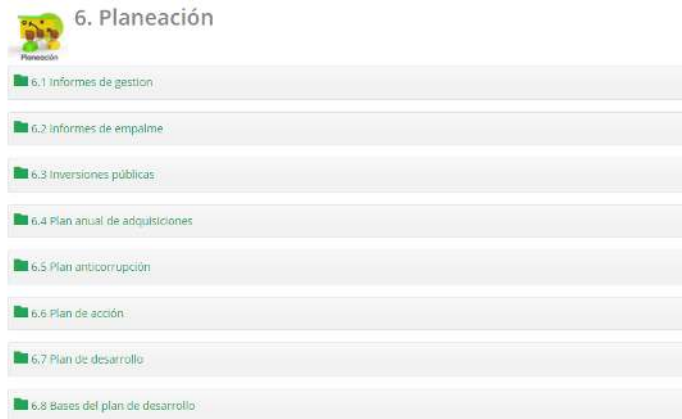 6. Planeación
Planeación
6.1 Informes de gestion
6.2 Informes de empalme
6.3 Inversiones públicas
6.4 Plan anual de adquisiciones
6.5 Plan anticorrupción
6.6 Plan de acción
6.7 Plan de desarrollo
6.8 Bases del plan de desarrollo